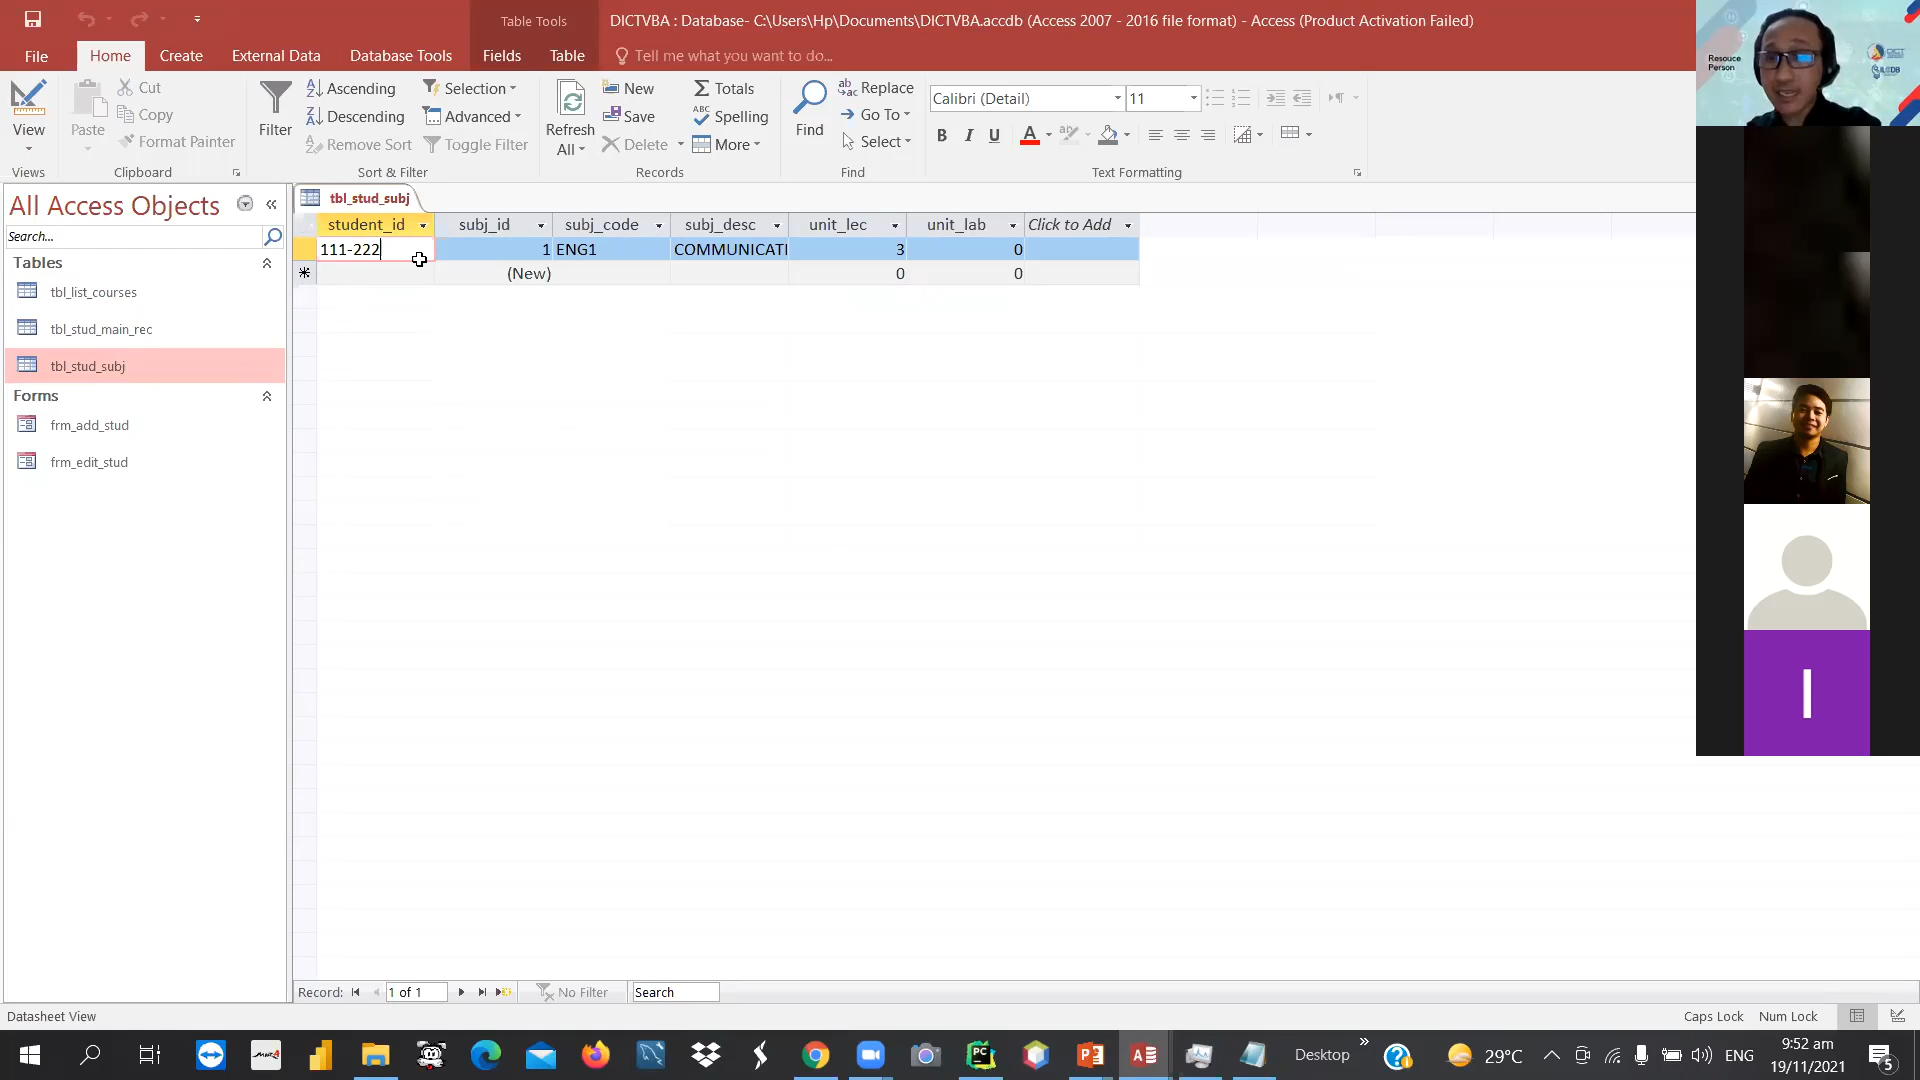 Table Tools
DICTVBA : Database- C:\Users\Hp\Documents\DICTVBA.accdb (Access 2007 - 2016 file format) - Access (Product Activation Failed)
File
Home
Create
External Data
Database Tools
Fields
Table
Tell me what you want to do...
View
Views
Paste
Cut
Copy
Format Painter
Clipboard
Filter
Ascending
Descending
Remove Sort
Selection
Advanced
Toggle Filter
Sort & Filter
Refresh
All
New
Save
Delete
Totals
Spelling
More
Records
Find
Replace
Go To
Select
Find
Calibri (Detail)
11
B I U A
Text Formatting
Resouce
Person
All Access Objects
Search...
Tables
tbl_list_courses
tbl_stud_main_rec
tbl_stud_subj
Forms
frm_add_stud
frm_edit_stud
tbl_stud_subj
student_id subj_id subj_code subj_desc unit_lec unit_lab Click to Add
111-222 1 ENG1 COMMUNICATI 3 0
(New) 0 0
I
Record: 1 of 1 No Filter Search
Datasheet View
Caps Lock Num Lock
Desktop
29°C
ENG
9:52 am
19/11/2021
5